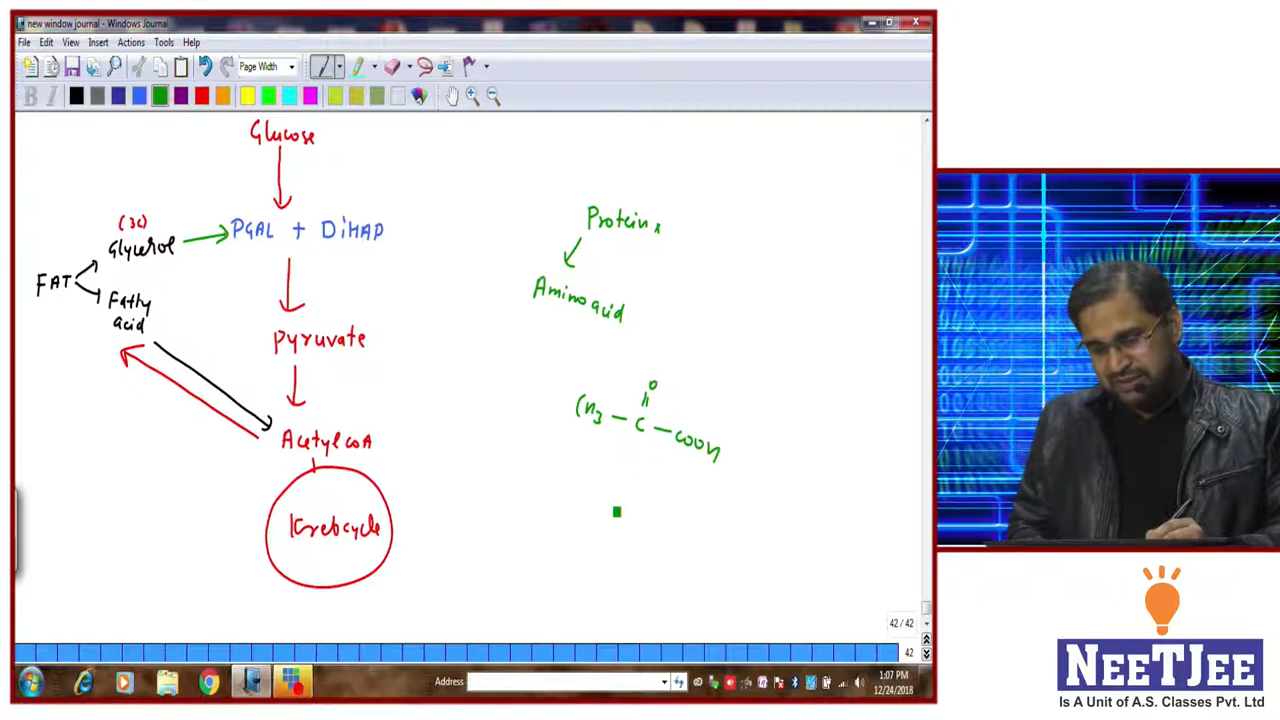 new window journal - Windows Journal
File Edit View Insert Actions Tools Help
Page Width
B I
Glucose
(3C)
Glycerol
PGAL + DiHAP
FAT
Fatty
acid
Pyruvate
Acetyl coA
Krebcycle
Protein
Amino acid
O
CH3 - C - COOH
42 / 42
42
Address
1:07 PM
12/24/2018
NEETJEE
Is A Unit of A.S. Classes Pvt. Ltd